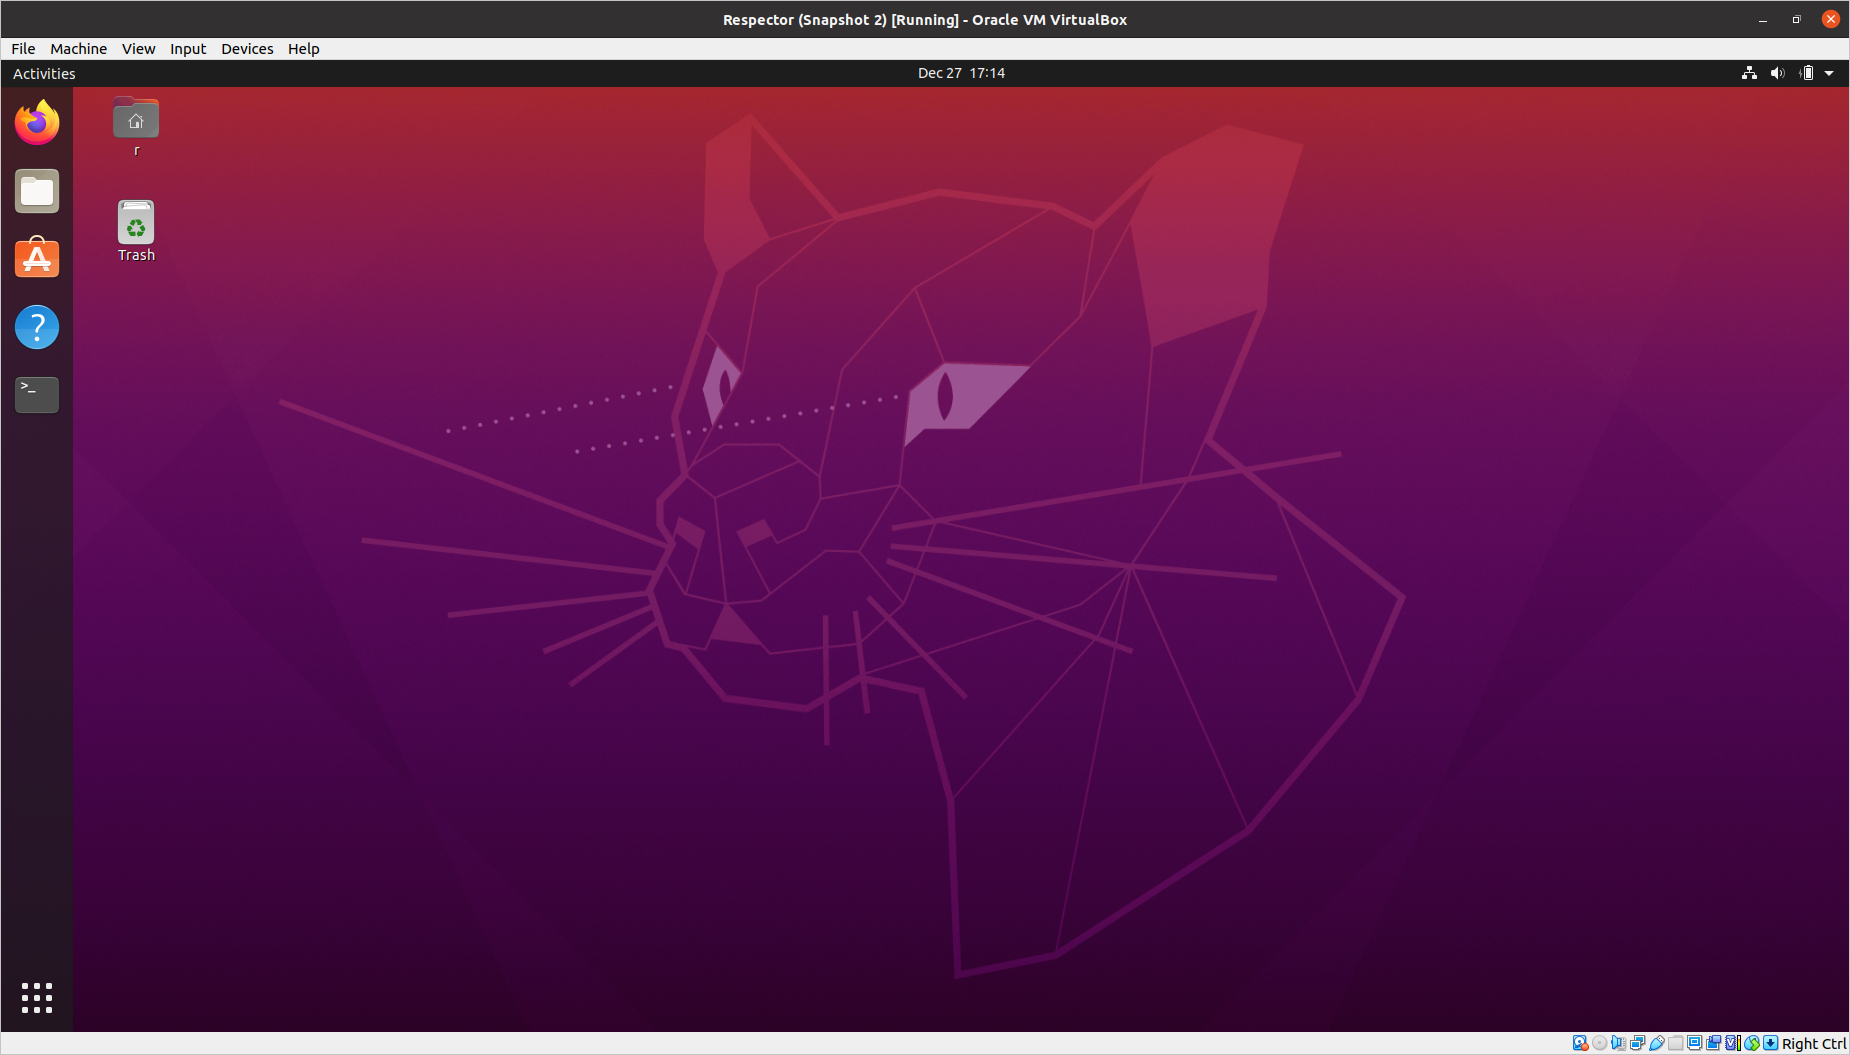 Respector (Snapshot 2) [Running] - Oracle VM VirtualBox
File Machine View Input Devices Help
Activities
Dec 27 17:14
r
Trash
Right Ctrl